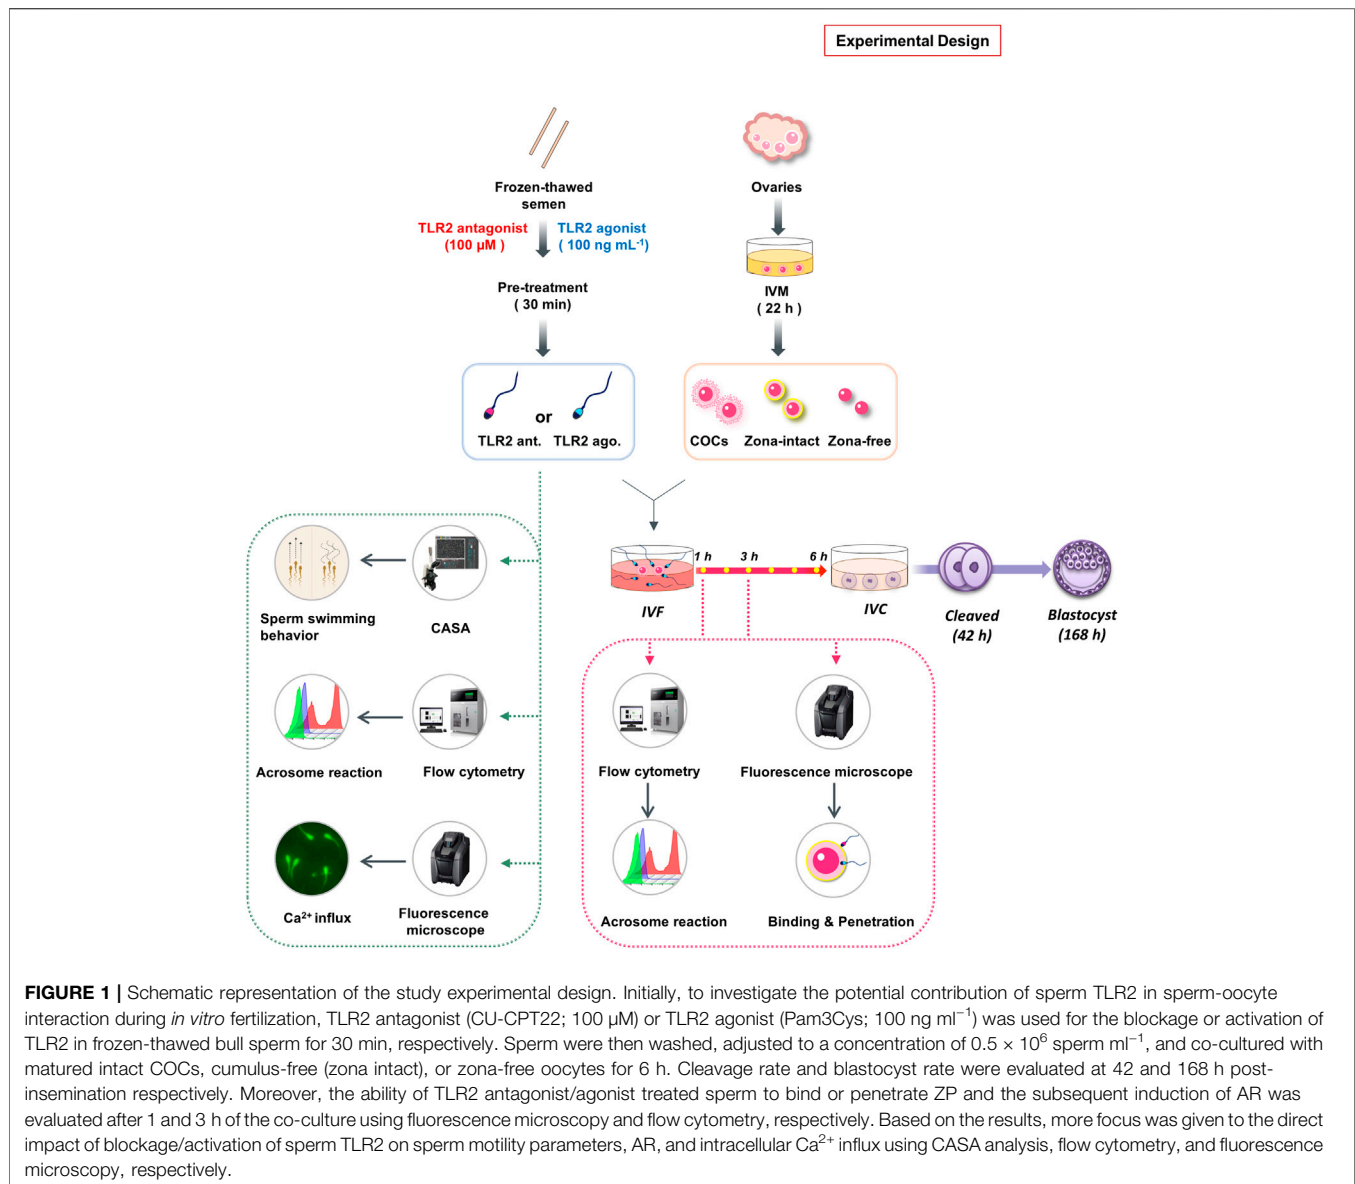 Experimental Design
Frozen-thawed
semen
Ovaries
TLR2 antagonist
(100 µM )
TLR2 agonist
( 100 ng mL-1)
Pre-treatment
( 30 min)
IVM
( 22 h )
or
TLR2 ant.
TLR2 ago.
COCs
Zona-intact
Zona-free
1 h
3 h
6 h
IVF
IVC
Cleaved
(42 h)
Blastocyst
(168 h)
Sperm swimming
behavior
CASA
Acrosome reaction
Flow cytometry
Ca2+ influx
Fluorescence
microscope
Flow cytometry
Fluorescence microscope
Acrosome reaction
Binding & Penetration
FIGURE 1 | Schematic representation of the study experimental design. Initially, to investigate the potential contribution of sperm TLR2 in sperm-oocyte
interaction during in vitro fertilization, TLR2 antagonist (CU-CPT22; 100 µM) or TLR2 agonist (Pam3Cys; 100 ng ml−1) was used for the blockage or activation of
TLR2 in frozen-thawed bull sperm for 30 min, respectively. Sperm were then washed, adjusted to a concentration of 0.5 × 106 sperm ml−1, and co-cultured with
matured intact COCs, cumulus-free (zona intact), or zona-free oocytes for 6 h. Cleavage rate and blastocyst rate were evaluated at 42 and 168 h post-
insemination respectively. Moreover, the ability of TLR2 antagonist/agonist treated sperm to bind or penetrate ZP and the subsequent induction of AR was
evaluated after 1 and 3 h of the co-culture using fluorescence microscopy and flow cytometry, respectively. Based on the results, more focus was given to the direct
impact of blockage/activation of sperm TLR2 on sperm motility parameters, AR, and intracellular Ca2+ influx using CASA analysis, flow cytometry, and fluorescence
microscopy, respectively.